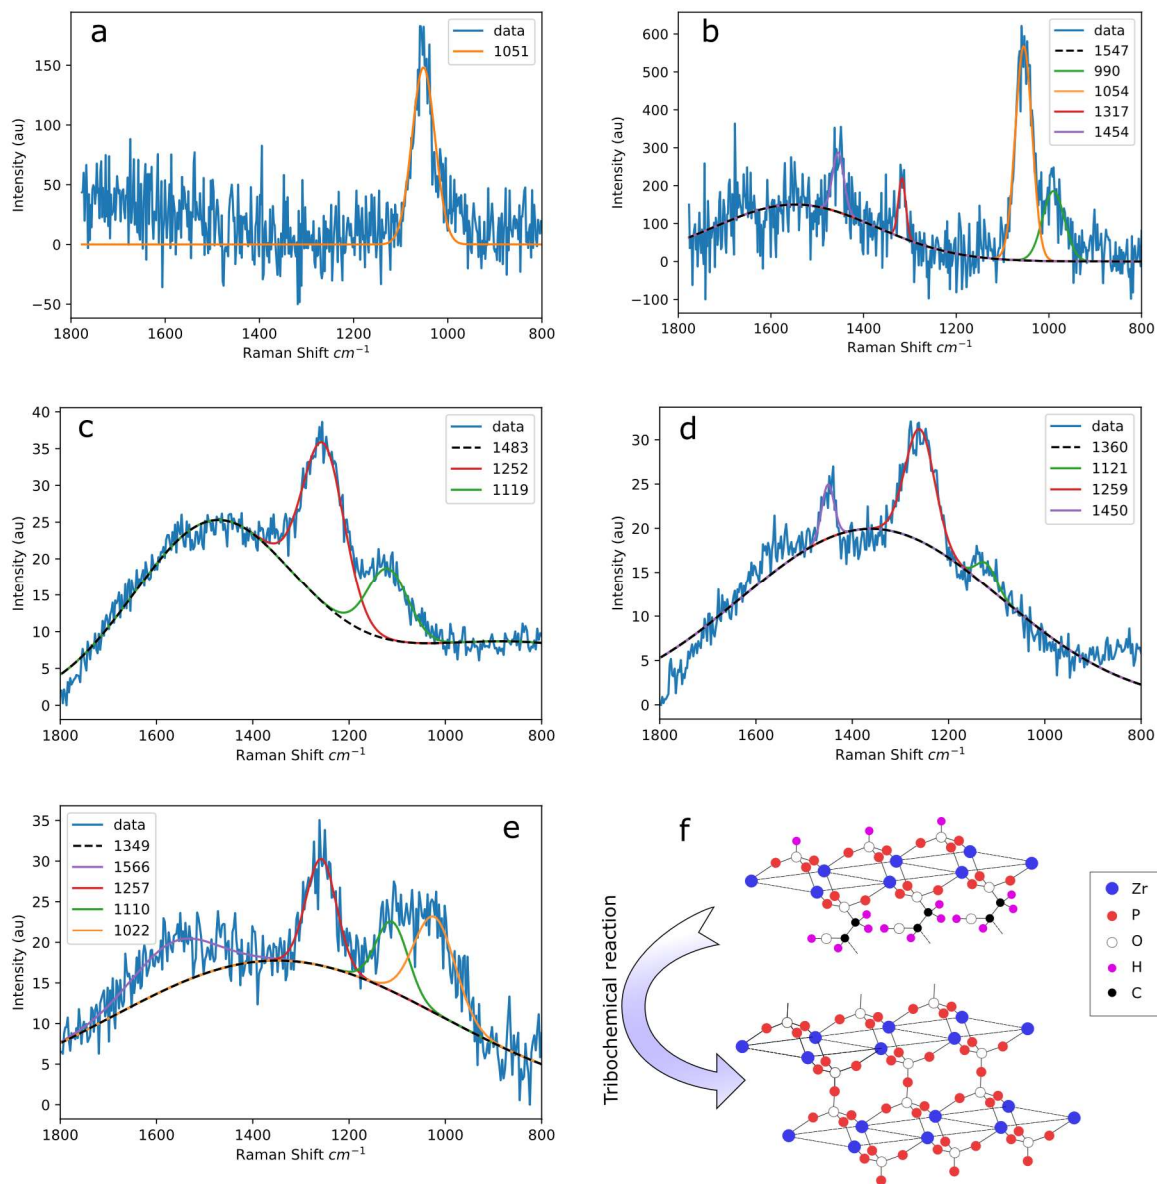 a
data
1051
150
100
50
0
−50
Intensity (au)
1800 1600 1400 1200 1000 800
Raman Shift cm⁻¹
b
data
1547
990
1054
1317
1454
600
500
400
300
200
100
0
−100
Intensity (au)
1800 1600 1400 1200 1000 800
Raman Shift cm⁻¹
c
data
1483
1252
1119
40
35
30
25
20
15
10
5
0
Intensity (au)
1800 1600 1400 1200 1000 800
Raman Shift cm⁻¹
d
data
1360
1121
1259
1450
30
25
20
15
10
5
0
Intensity (au)
1800 1600 1400 1200 1000 800
Raman Shift cm⁻¹
e
data
1349
1566
1257
1110
1022
35
30
25
20
15
10
5
0
Intensity (au)
1800 1600 1400 1200 1000 800
Raman Shift cm⁻¹
f
Tribochemical reaction
Zr
P
O
H
C